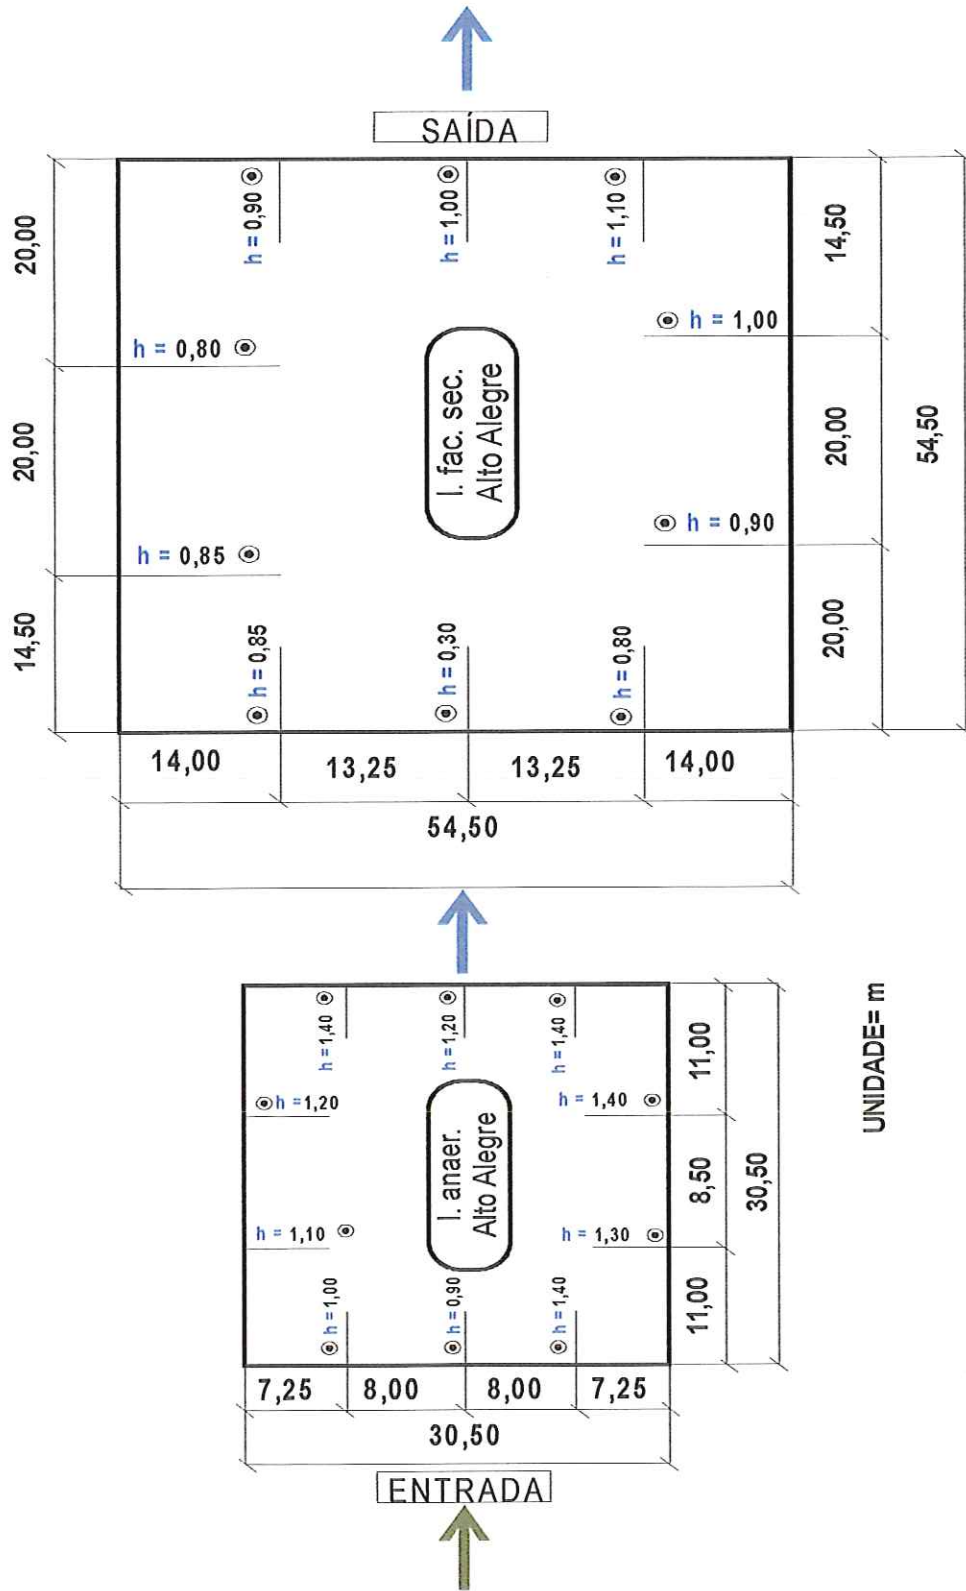 SAÍDA
20,00
20,00
14,50
h = 0,90
h = 1,00
h = 1,10
h = 0,80
h = 1,00
h = 0,85
h = 0,90
l. fac. sec.
Alto Alegre
h = 0,85
h = 0,30
h = 0,80
14,50
20,00
20,00
54,50
14,00
13,25
13,25
14,00
54,50
h = 1,40
h = 1,20
h = 1,40
h = 1,20
h = 1,40
l. anaer.
Alto Alegre
h = 1,10
h = 1,30
h = 1,00
h = 0,90
h = 1,40
11,00
8,50
11,00
30,50
7,25
8,00
8,00
7,25
30,50
ENTRADA
UNIDADE= m